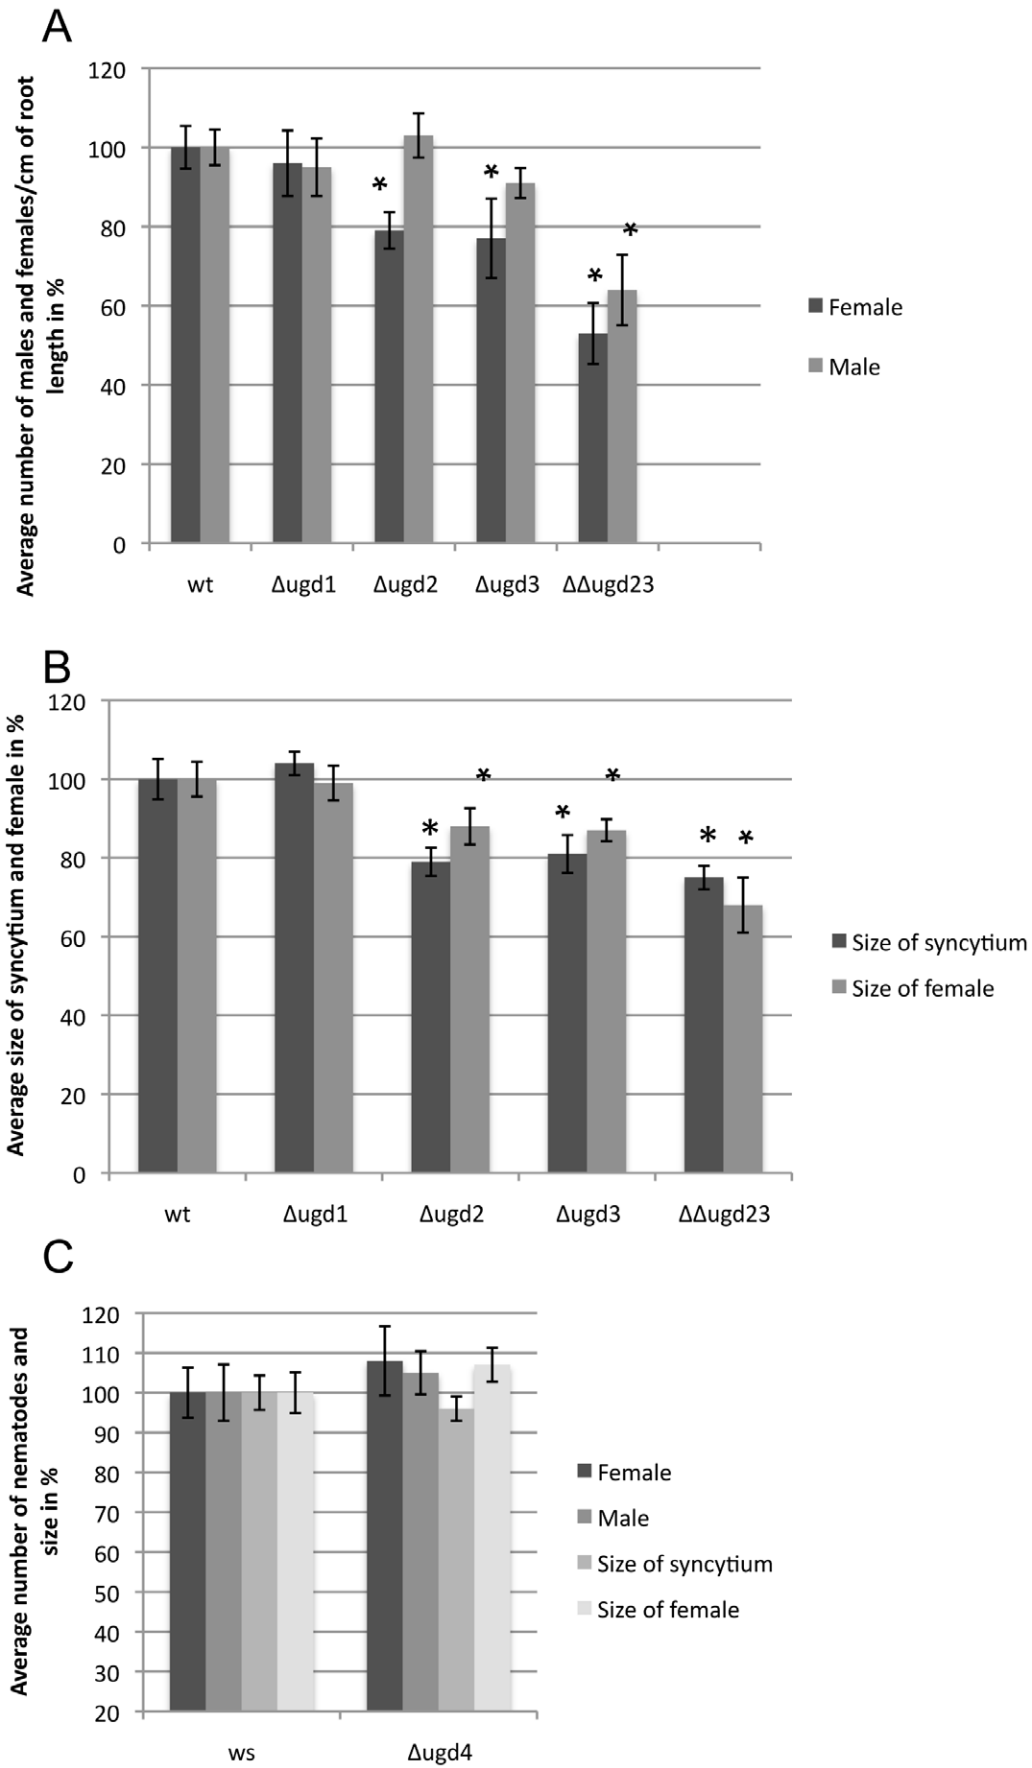 A
Average number of males and females/cm of root
length in %
120
100
80
60
40
20
0
* * * *
wt Δugd1 Δugd2 Δugd3 ΔΔugd23
Female
Male
B
Average size of syncytium and female in %
120
100
80
60
40
20
0
* * * * * *
wt Δugd1 Δugd2 Δugd3 ΔΔugd23
Size of syncytium
Size of female
C
Average number of nematodes and
size in %
120
110
100
90
80
70
60
50
40
30
20
ws Δugd4
Female
Male
Size of syncytium
Size of female